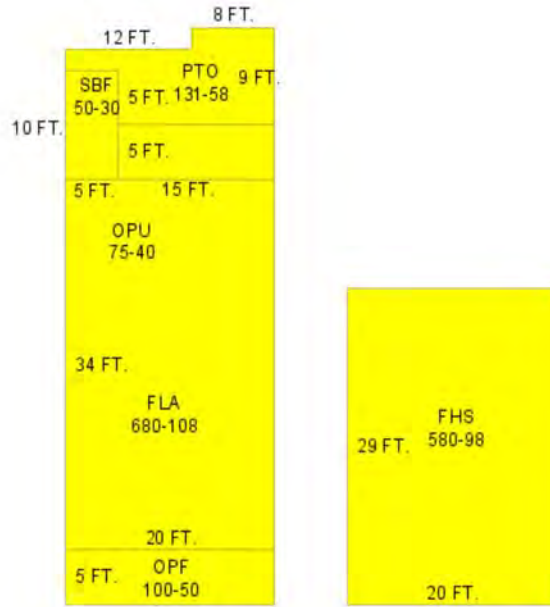 8 FT.
12 FT.
PTO
131-58
9 FT.
SBF
50-30
5 FT.
10 FT.
5 FT.
5 FT.
15 FT.
OPU
75-40
34 FT.
FLA
680-108
20 FT.
5 FT.
OPF
100-50
FHS
580-98
29 FT.
20 FT.